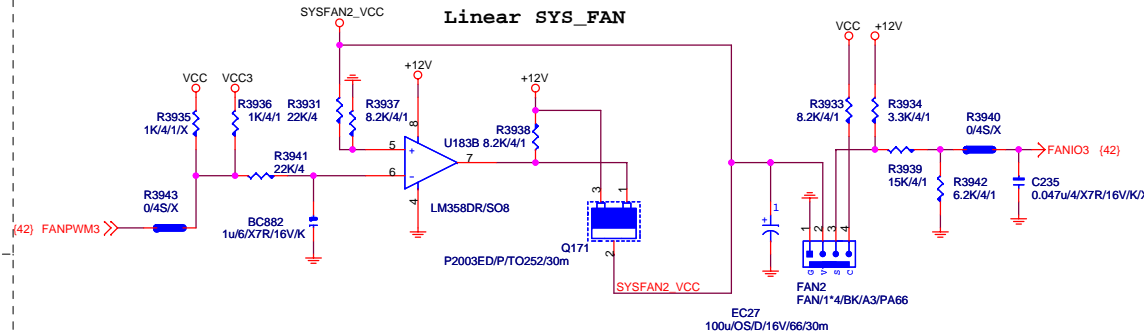 Linear SYS_FAN
SYSFAN2_VCC
VCC
VCC3
R3935
1K/4/1/X
R3936
1K/4/1
R3931
22K/4
R3937
8.2K/4/1
+12V
+12V
R3938
8.2K/4/1
U183B
8
5
+
6
-
7
4
LM358DR/SO8
R3941
22K/4
R3943
0/4S/X
{42} FANPWM3
BC882
1u/6/X7R/16V/K
3
1
2
Q171
P2003ED/P/TO252/30m
SYSFAN2_VCC
+
1
EC27
100u/OS/D/16V/66/30m
VCC
+12V
R3933
8.2K/4/1
R3934
3.3K/4/1
R3939
15K/4/1
R3940
0/4S/X
FANIO3 {42}
R3942
6.2K/4/1
C235
0.047u/4/X7R/16V/K/X
1
2
3
4
G
V
S
C
FAN2
FAN/1*4/BK/A3/PA66